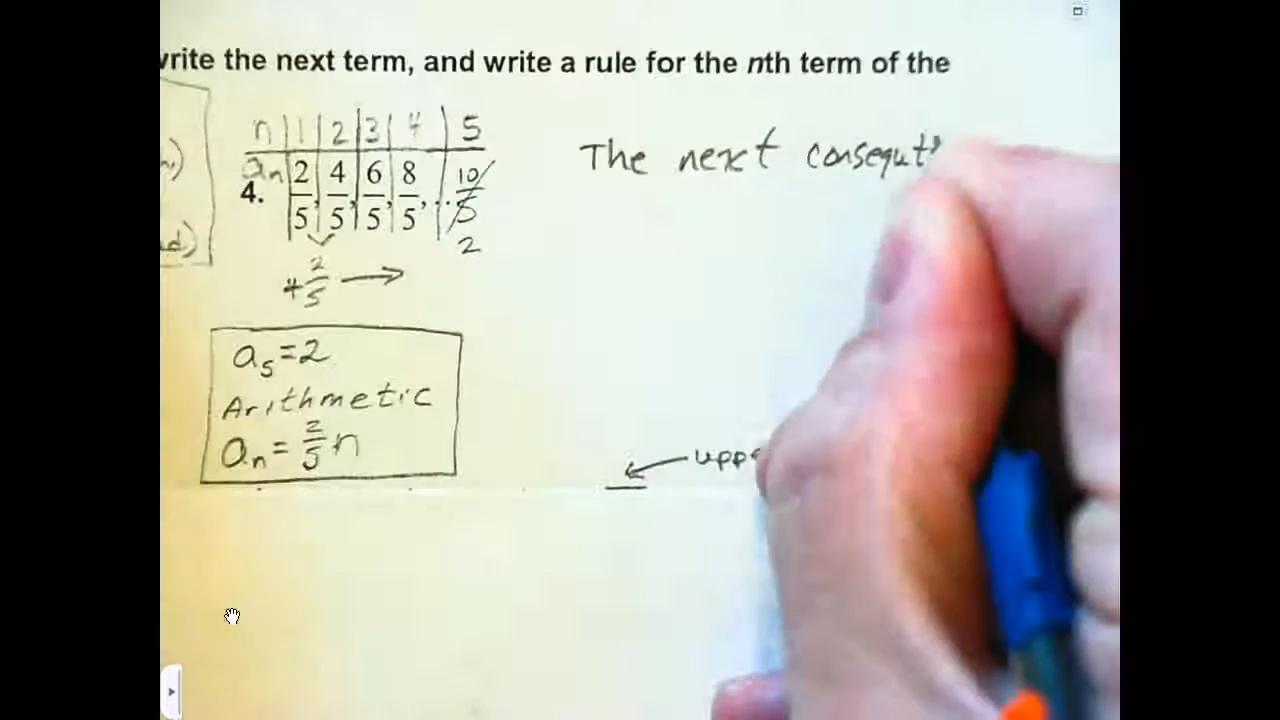 write the next term, and write a rule for the nth term of the
n 1 2 3 4 5
an 2/5, 4/5, 6/5, 8/5, ... 10/5
4.
2
+2/5 →
The next consequti
a5=2
Arithmetic
an = 2/5 n
← uppe